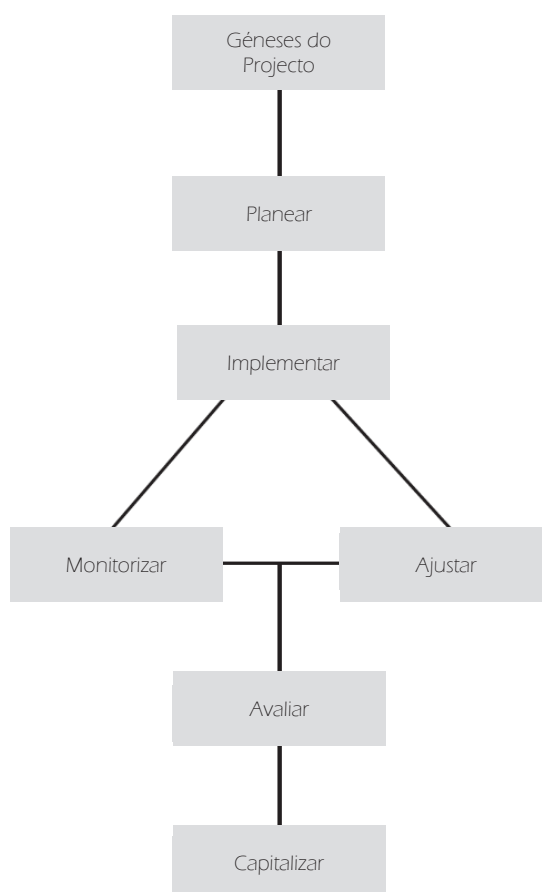 Géneses do
Projecto
Planear
Implementar
Monitorizar
Ajustar
Avaliar
Capitalizar